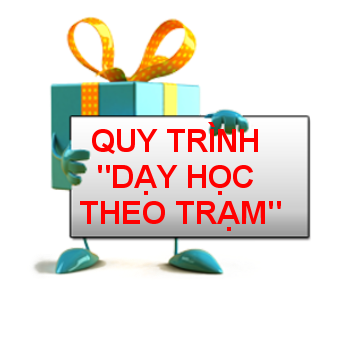 QUY TRÌNH
"DẠY HỌC
THEO TRẠM"